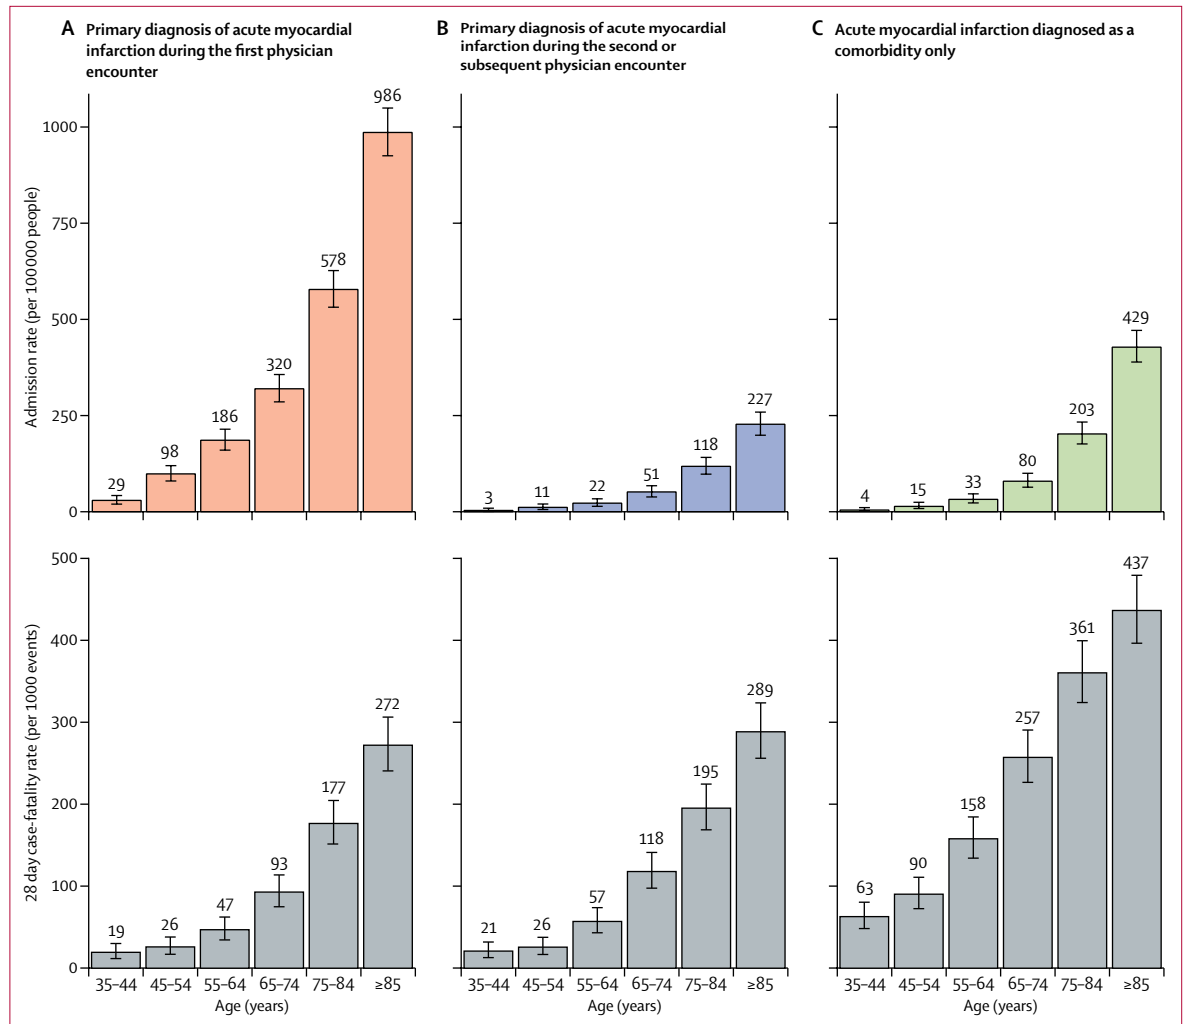 A Primary diagnosis of acute myocardial
infarction during the first physician
encounter
B Primary diagnosis of acute myocardial
infarction during the second or
subsequent physician encounter
C Acute myocardial infarction diagnosed as a
comorbidity only
Admission rate (per 100 000 people)
1000
750
500
250
0
29
98
186
320
578
986
3
11
22
51
118
227
4
15
33
80
203
429
28 day case-fatality rate (per 1000 events)
500
400
300
200
100
0
19
26
47
93
177
272
21
26
57
118
195
289
63
90
158
257
361
437
35–44 45–54 55–64 65–74 75–84 ≥85
Age (years)
35–44 45–54 55–64 65–74 75–84 ≥85
Age (years)
35–44 45–54 55–64 65–74 75–84 ≥85
Age (years)